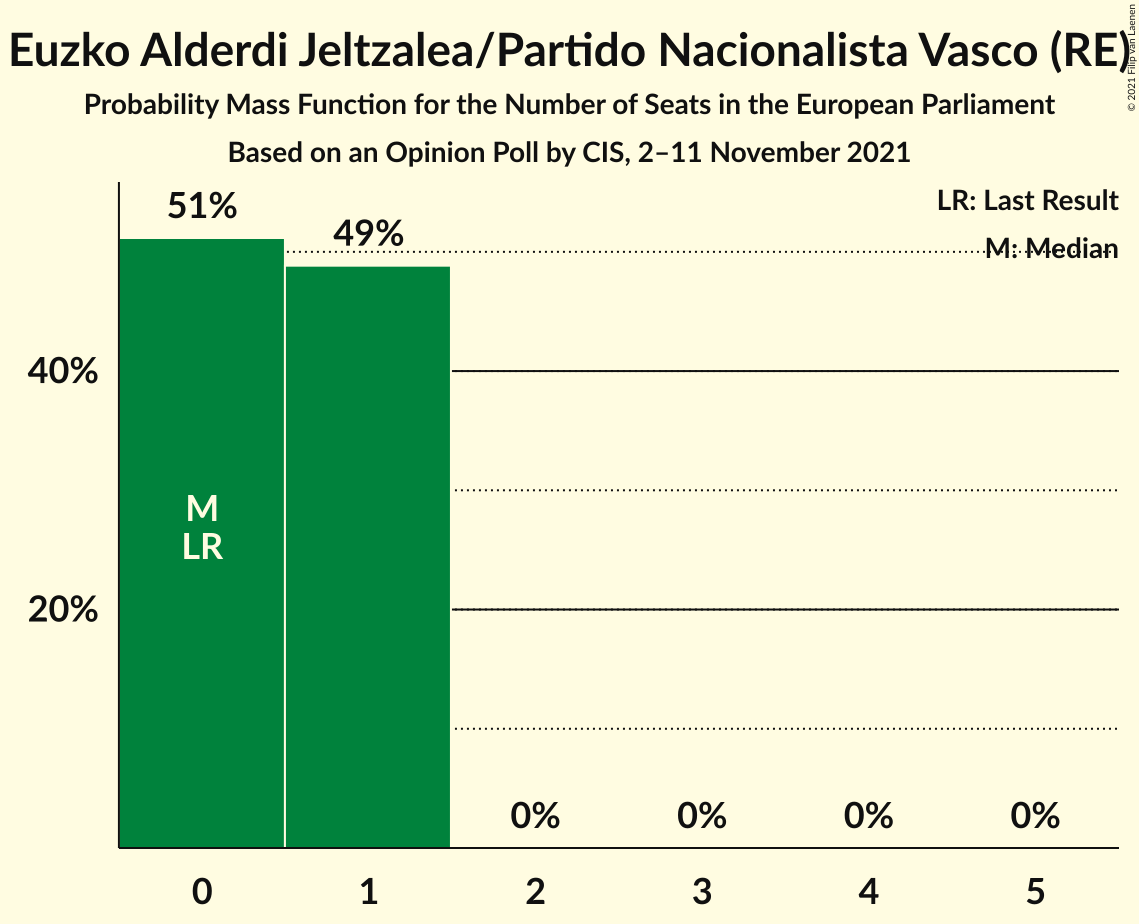 Euzko Alderdi Jeltzalea/Partido Nacionalista Vasco (RE)
© 2021 Filip van Laenen
Probability Mass Function for the Number of Seats in the European Parliament
Based on an Opinion Poll by CIS, 2–11 November 2021
LR: Last Result
M: Median
51%
49%
40%
20%
M
LR
0% 0% 0% 0%
0 1 2 3 4 5